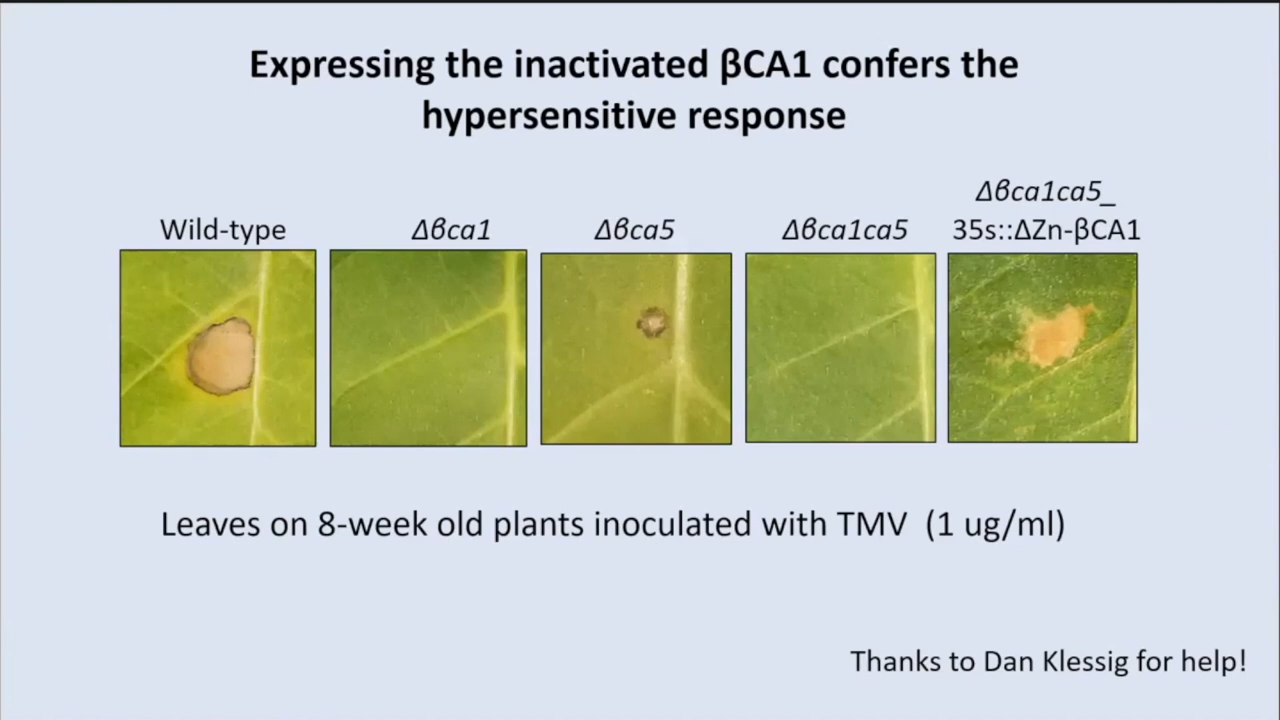 Expressing the inactivated βCA1 confers the
hypersensitive response
Wild-type
Δβca1
Δβca5
Δβca1ca5
Δβca1ca5_
35s::ΔZn-βCA1
Leaves on 8-week old plants inoculated with TMV (1 ug/ml)
Thanks to Dan Klessig for help!